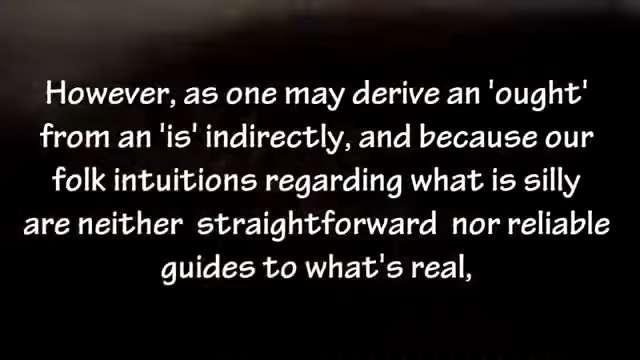 However, as one may derive an 'ought'
from an 'is' indirectly, and because our
folk intuitions regarding what is silly
are neither straightforward nor reliable
guides to what's real,